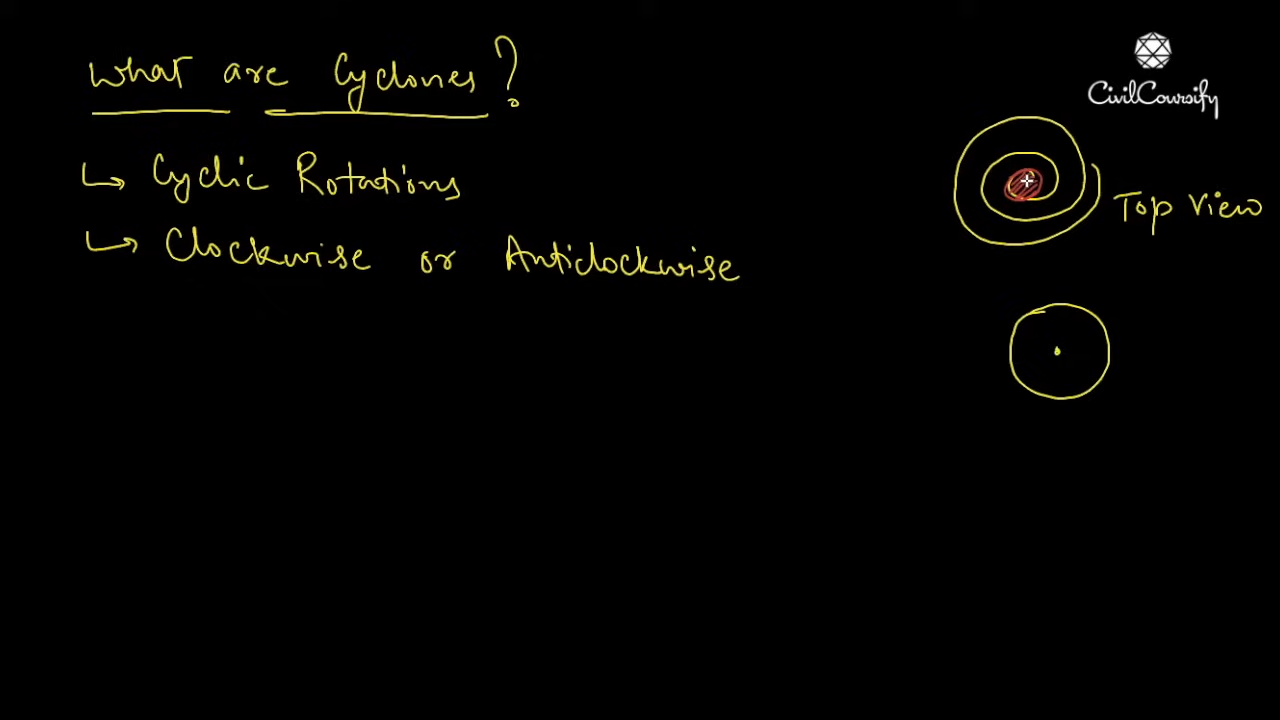 What are Cyclones?
CivilCoursify
↳ Cyclic Rotations
Top View
↳ Clockwise or Anticlockwise